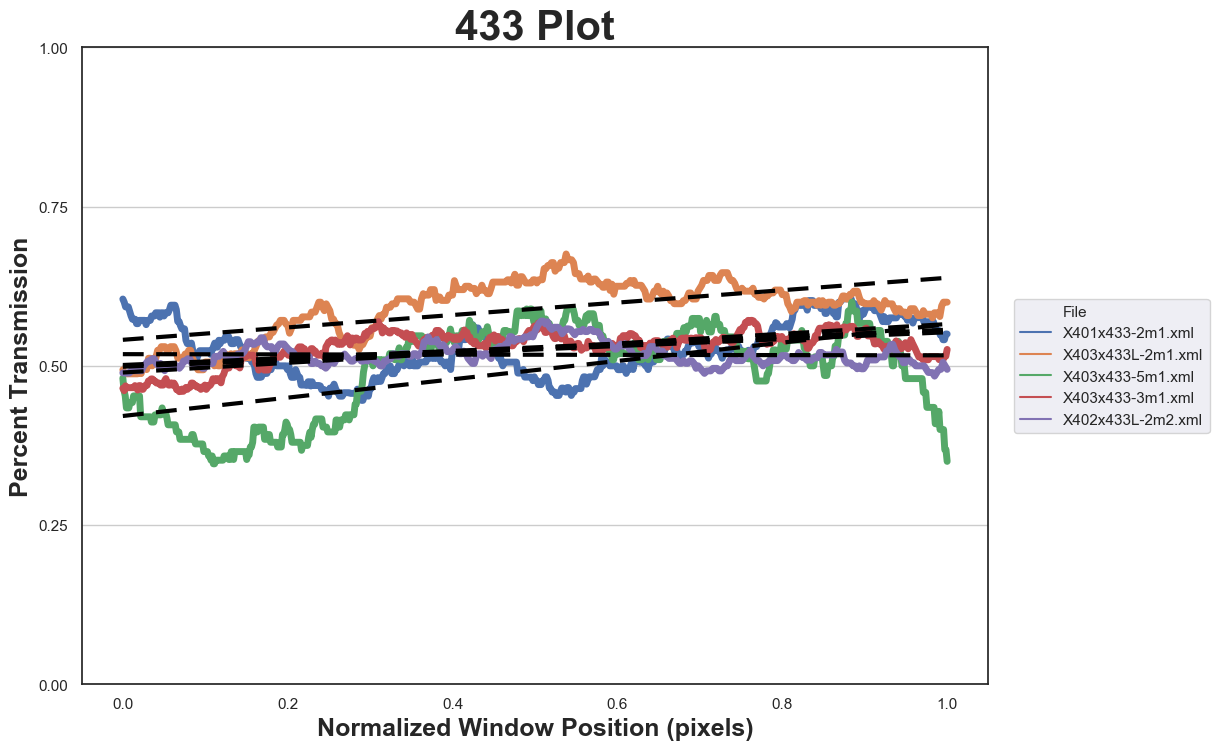 433 Plot
Percent Transmission
1.00
0.75
0.50
0.25
0.00
0.0 0.2 0.4 0.6 0.8 1.0
Normalized Window Position (pixels)
File
X401x433-2m1.xml
X403x433L-2m1.xml
X403x433-5m1.xml
X403x433-3m1.xml
X402x433L-2m2.xml